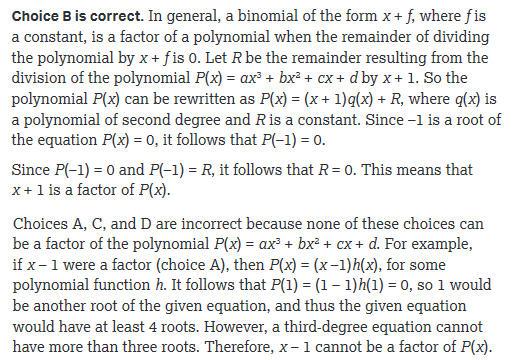 Choice B is correct. In general, a binomial of the form x + f, where f is
a constant, is a factor of a polynomial when the remainder of dividing
the polynomial by x + f is 0. Let R be the remainder resulting from the
division of the polynomial P(x) = ax³ + bx² + cx + d by x + 1. So the
polynomial P(x) can be rewritten as P(x) = (x + 1)q(x) + R, where q(x) is
a polynomial of second degree and R is a constant. Since –1 is a root of
the equation P(x) = 0, it follows that P(–1) = 0.
Since P(–1) = 0 and P(–1) = R, it follows that R = 0. This means that
x + 1 is a factor of P(x).
Choices A, C, and D are incorrect because none of these choices can
be a factor of the polynomial P(x) = ax³ + bx² + cx + d. For example,
if x – 1 were a factor (choice A), then P(x) = (x –1)h(x), for some
polynomial function h. It follows that P(1) = (1 – 1)h(1) = 0, so 1 would
be another root of the given equation, and thus the given equation
would have at least 4 roots. However, a third-degree equation cannot
have more than three roots. Therefore, x – 1 cannot be a factor of P(x).